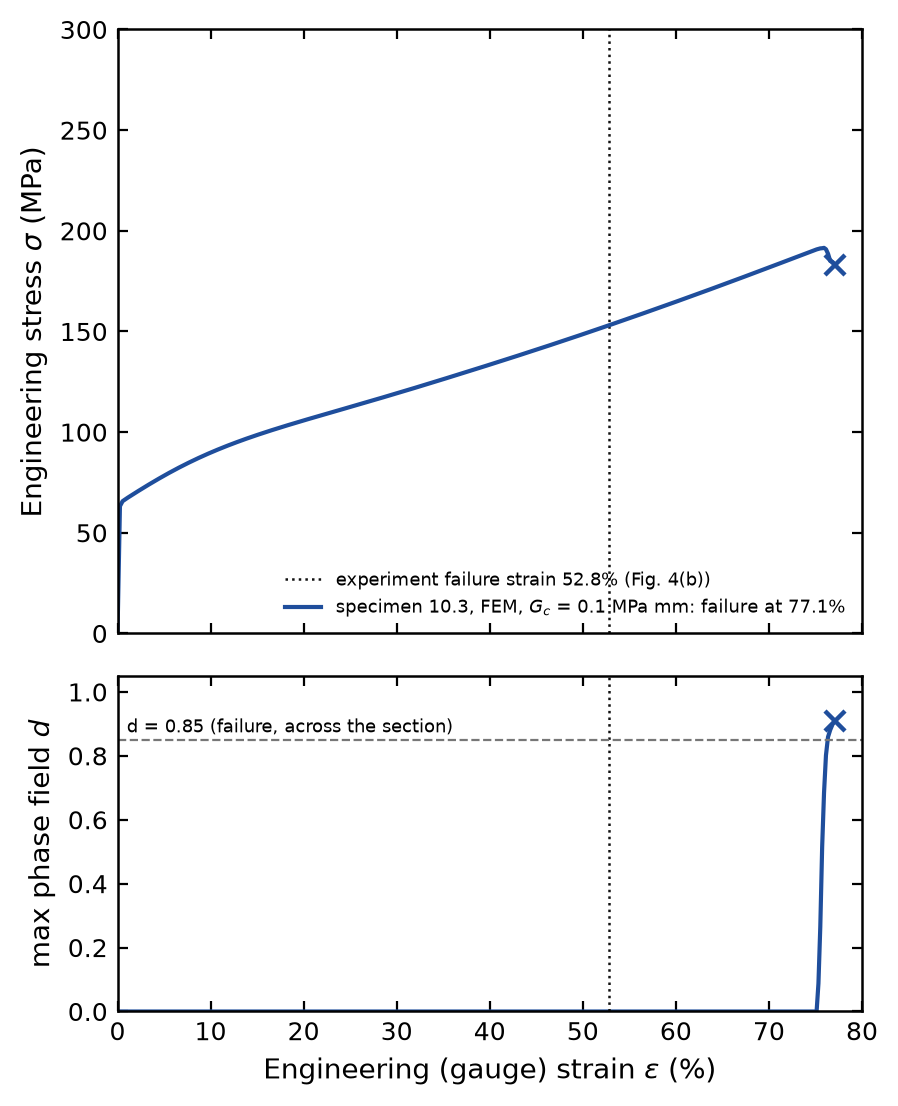 300
250
200
150
100
50
0
Engineering stress σ (MPa)
experiment failure strain 52.8% (Fig. 4(b))
specimen 10.3, FEM, G_c = 0.1 MPa mm: failure at 77.1%
1.0
0.8
0.6
0.4
0.2
0.0
max phase field d
d = 0.85 (failure, across the section)
0 10 20 30 40 50 60 70 80
Engineering (gauge) strain ε (%)